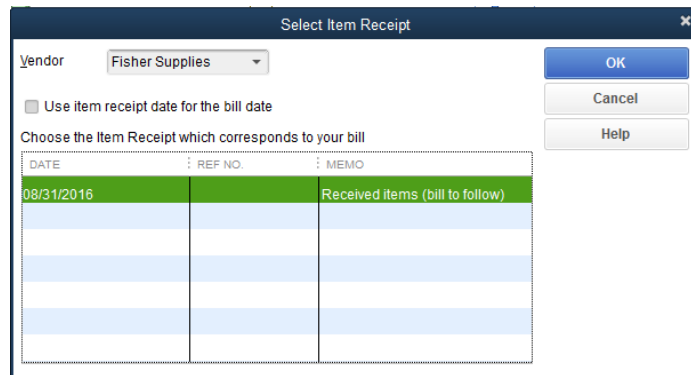 Select Item Receipt
Vendor Fisher Supplies
OK
Use item receipt date for the bill date
Cancel
Choose the Item Receipt which corresponds to your bill
Help
DATE REF NO. MEMO
08/31/2016 Received items (bill to follow)